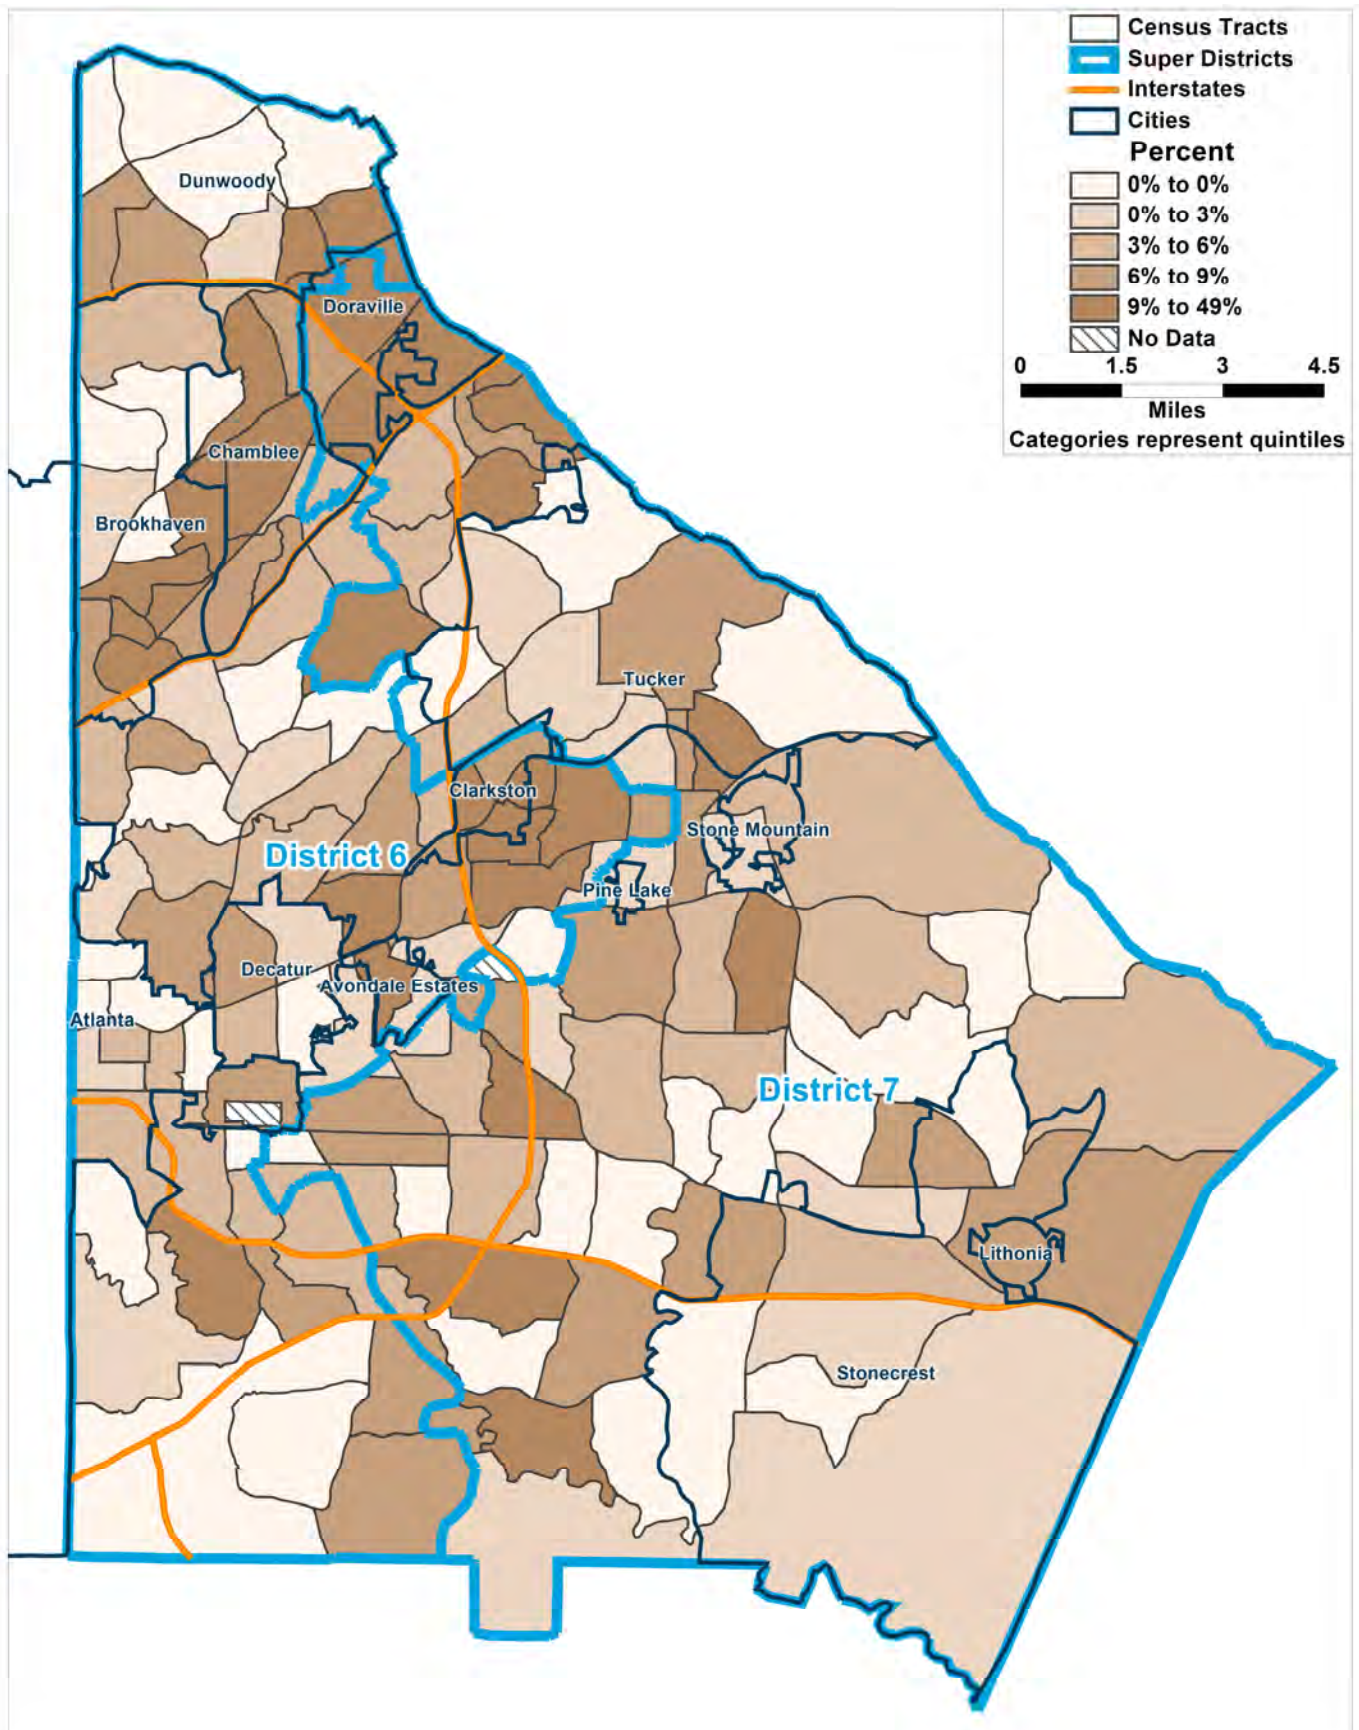 Census Tracts
Super Districts
Interstates
Cities
Percent
0% to 0%
0% to 3%
3% to 6%
6% to 9%
9% to 49%
No Data
0 1.5 3 4.5
Miles
Categories represent quintiles
Dunwoody
Doraville
Chamblee
Brookhaven
Tucker
Clarkston
Stone Mountain
District 6
Pine Lake
Decatur
Avondale Estates
Atlanta
District 7
Lithonia
Stonecrest